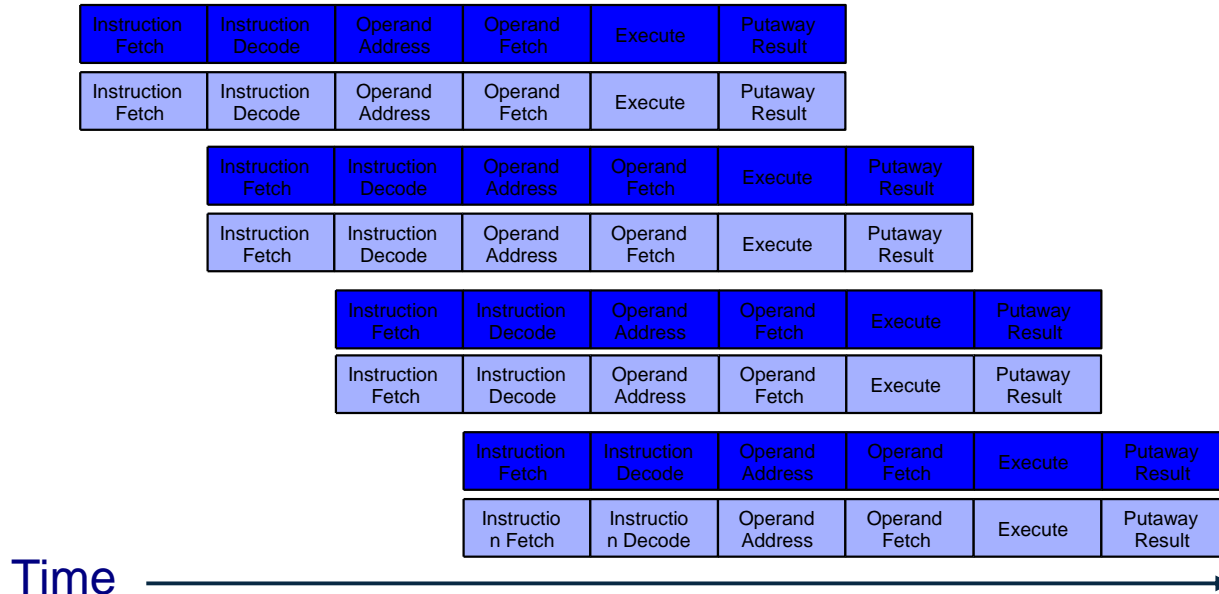 Instruction Instruction Operand Operand Execute Putaway
Fetch Decode Address Fetch Result
Instruction Instruction Operand Operand Execute Putaway
Fetch Decode Address Fetch Result
Instruction Instruction Operand Operand Execute Putaway
Fetch Decode Address Fetch Result
Instruction Instruction Operand Operand Execute Putaway
Fetch Decode Address Fetch Result
Instruction Instruction Operand Operand Execute Putaway
Fetch Decode Address Fetch Result
Instruction Instruction Operand Operand Execute Putaway
Fetch Decode Address Fetch Result
Instruction Instruction Operand Operand Execute Putaway
Fetch Decode Address Fetch Result
Instructio Instructio Operand Operand Execute Putaway
n Fetch n Decode Address Fetch Result
Time